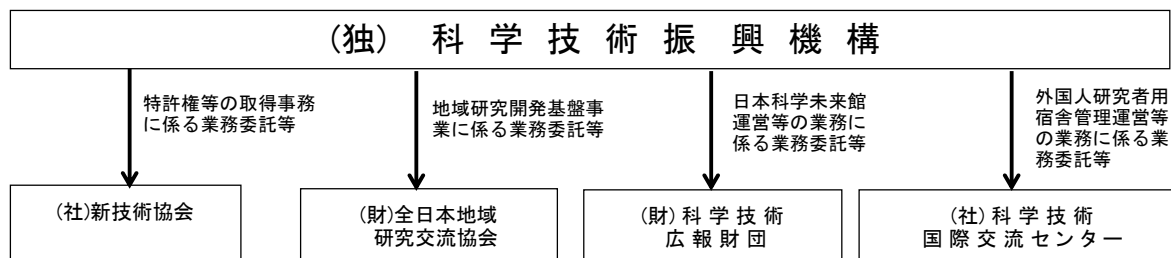 (独) 科 学 技 術 振 興 機 構
特許権等の取得事務
に係る業務委託等
地域研究開発基盤事
業に係る業務委託等
日本科学未来館
運営等の業務に
係る業務委託等
外国人研究者用
宿舎管理運営等
の業務に係る業
務委託等
(社)新技術協会
(財)全日本地域
研究交流協会
(財)科 学 技 術
広 報 財 団
(社)科 学 技 術
国 際 交 流 センター